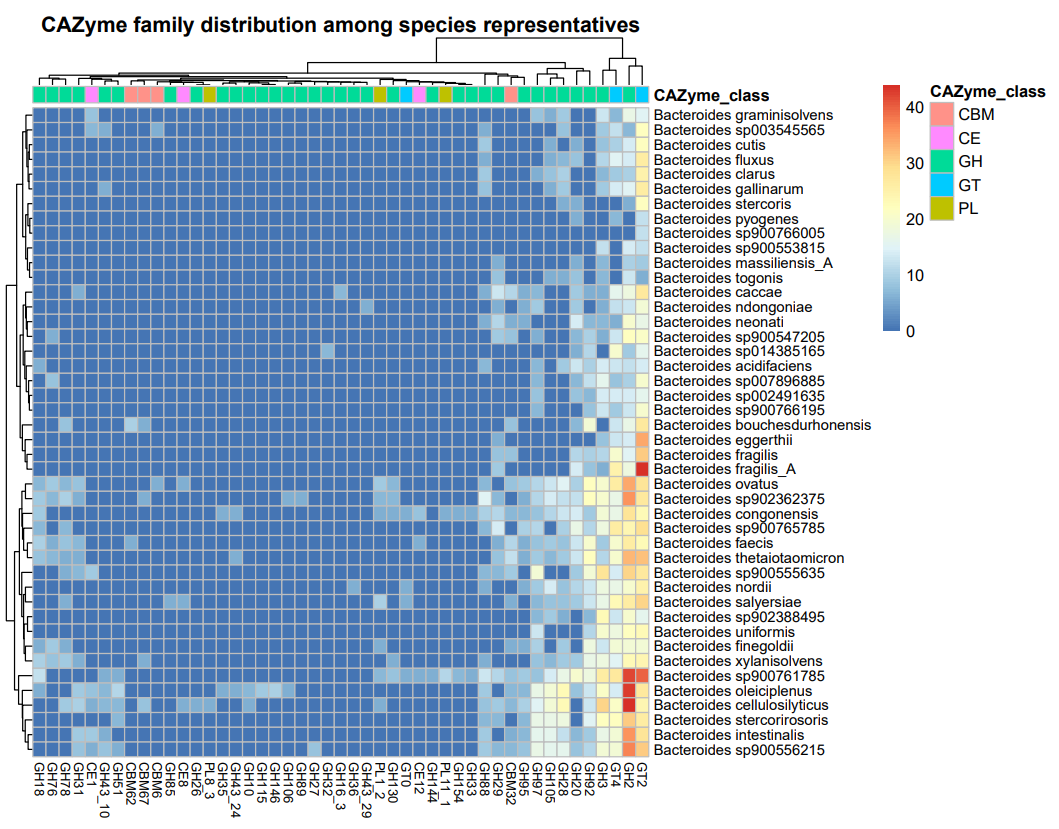 CAZyme family distribution among species representatives
CAZyme_class
Bacteroides graminisolvens
Bacteroides sp003545565
Bacteroides cutis
Bacteroides fluxus
Bacteroides clarus
Bacteroides gallinarum
Bacteroides stercoris
Bacteroides pyogenes
Bacteroides sp900766005
Bacteroides sp900553815
Bacteroides massiliensis_A
Bacteroides togonis
Bacteroides caccae
Bacteroides ndongoniae
Bacteroides neonati
Bacteroides sp900547205
Bacteroides sp014385165
Bacteroides acidifaciens
Bacteroides sp007896885
Bacteroides sp002491635
Bacteroides sp900766195
Bacteroides bouchesdurhonensis
Bacteroides eggerthii
Bacteroides fragilis
Bacteroides fragilis_A
Bacteroides ovatus
Bacteroides sp902362375
Bacteroides congonensis
Bacteroides sp900765785
Bacteroides faecis
Bacteroides thetaiotaomicron
Bacteroides sp900555635
Bacteroides nordii
Bacteroides salyersiae
Bacteroides sp902388495
Bacteroides uniformis
Bacteroides finegoldii
Bacteroides xylanisolvens
Bacteroides sp900761785
Bacteroides oleiciplenus
Bacteroides cellulosilyticus
Bacteroides stercorirosoris
Bacteroides intestinalis
Bacteroides sp900556215
GH18
GH76
GH78
GH31
CE1
GH43_10
GH51
CBM62
CBM67
CBM6
GH85
CE8
GH26
PL8_3
GH35
GH43_24
GH10
GH115
GH146
GH106
GH89
GH27
GH32
GH16_3
GH36
GH43_29
PL1_2
GH130
GT0
CE12
GH144
PL11_1
GH154
GH33
GH88
GH29
CBM32
GH95
GH97
GH105
GH28
GH20
GH92
GH3
GT4
GH2
GT2
40
30
20
10
0
CAZyme_class
CBM
CE
GH
GT
PL